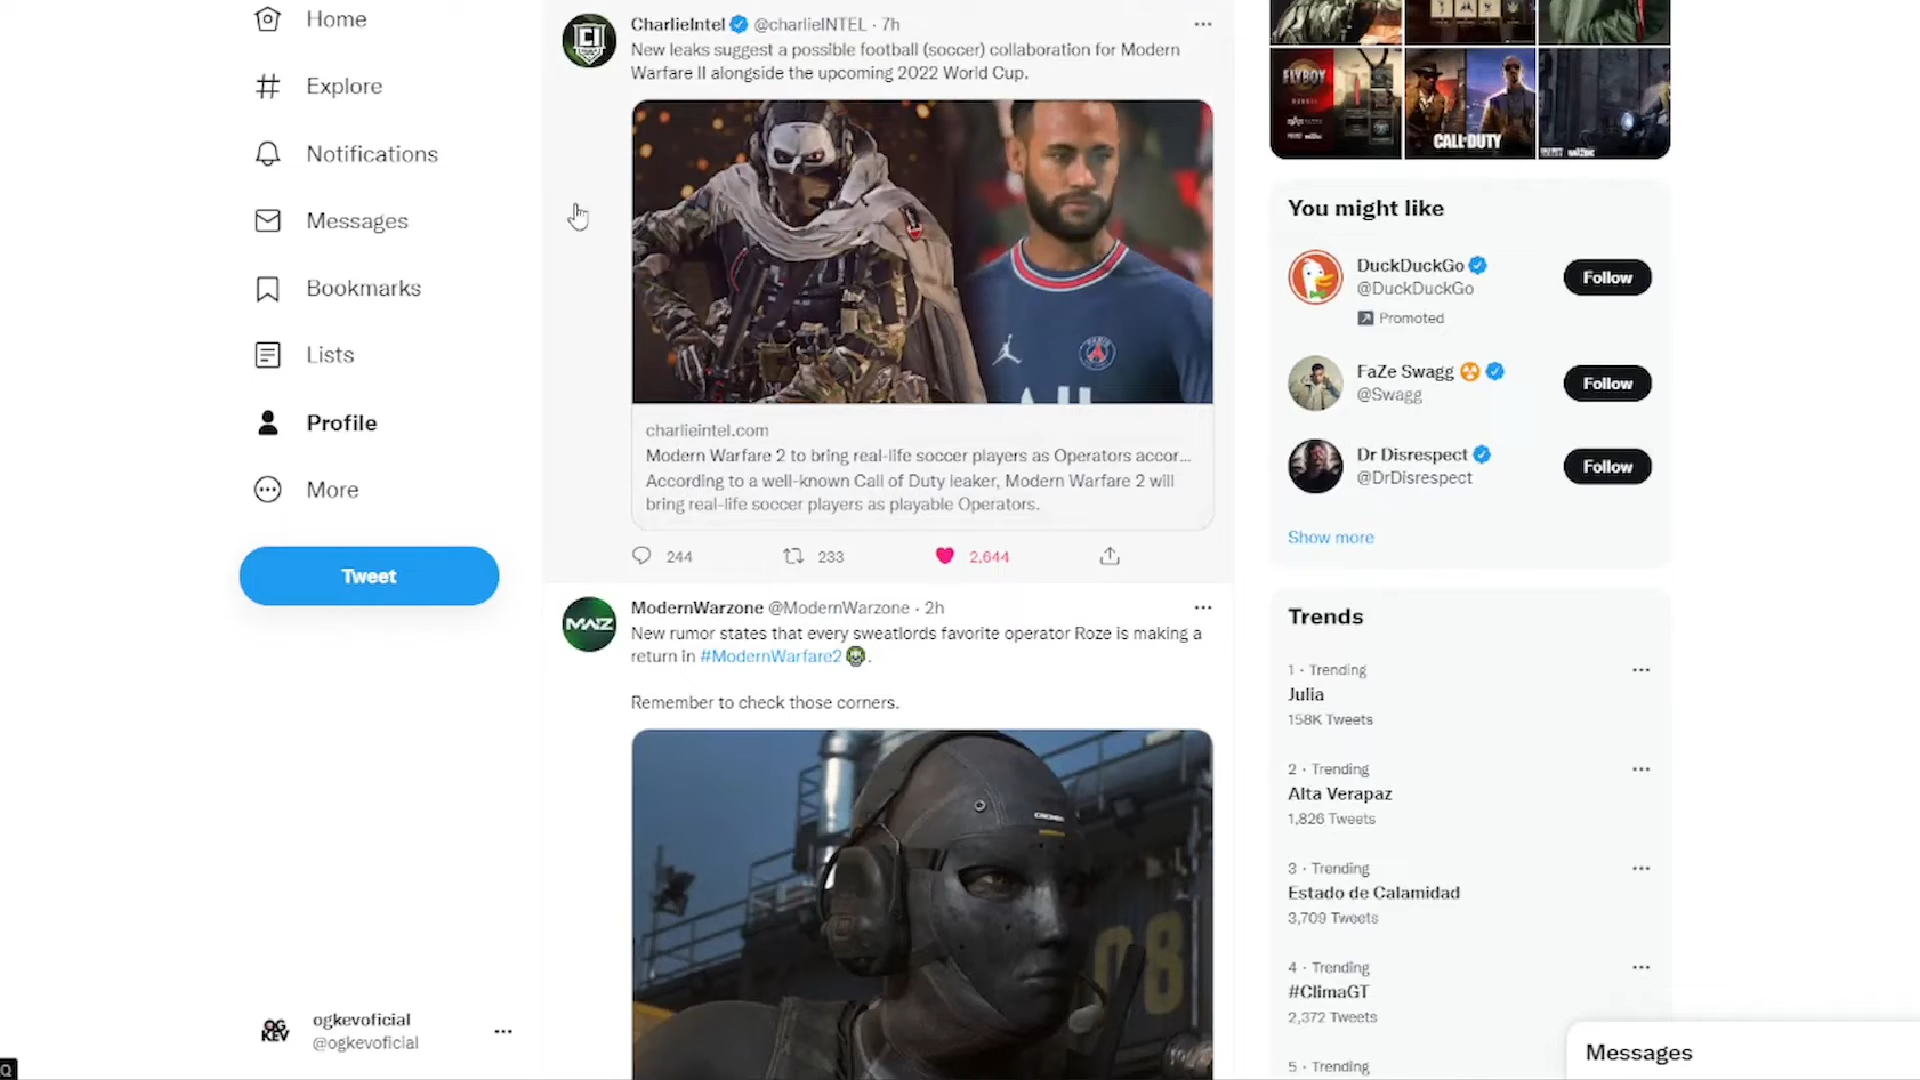 Home
Explore
Notifications
Messages
Bookmarks
Lists
Profile
More
Tweet
OG
KEV
ogkevoficial
@ogkevoficial
CI
CharlieIntel @charlieINTEL · 7h
New leaks suggest a possible football (soccer) collaboration for Modern
Warfare II alongside the upcoming 2022 World Cup.
charlieintel.com
Modern Warfare 2 to bring real-life soccer players as Operators accor...
According to a well-known Call of Duty leaker, Modern Warfare 2 will
bring real-life soccer players as playable Operators.
244
233
2,644
MWZ
ModernWarzone @ModernWarzone · 2h
New rumor states that every sweatlords favorite operator Roze is making a
return in #ModernWarfare2 .
Remember to check those corners.
08
FLYBOY
CALL OF DUTY
You might like
DuckDuckGo
@DuckDuckGo
Promoted
Follow
FaZe Swagg
@Swagg
Follow
Dr Disrespect
@DrDisrespect
Follow
Show more
Trends
1 · Trending
Julia
158K Tweets
2 · Trending
Alta Verapaz
1,826 Tweets
3 · Trending
Estado de Calamidad
3,709 Tweets
4 · Trending
#ClimaGT
2,372 Tweets
5 · Trending
Messages